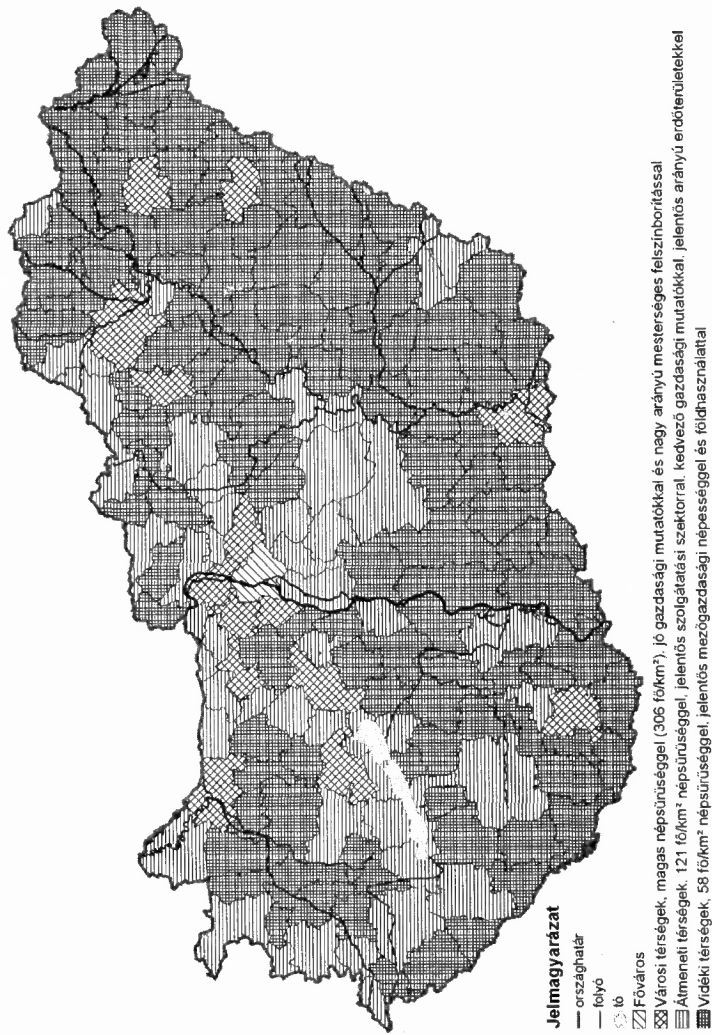 Jelmagyarázat
országhatár
folyó
tó
Főváros
Városi térségek, magas népsűrűséggel (306 fő/km²), jó gazdasági mutatókkal és nagy arányú mesterséges felszínborítással
Átmeneti térségek, 121 fő/km² népsűrűséggel, jelentős szolgátatási szektorral, kedvező gazdasági mutatókkal, jelentős arányú erdőterületekkel
Vidéki térségek, 58 fő/km² népsűrűséggel, jelentős mezőgazdasági népességgel és földhasználattal